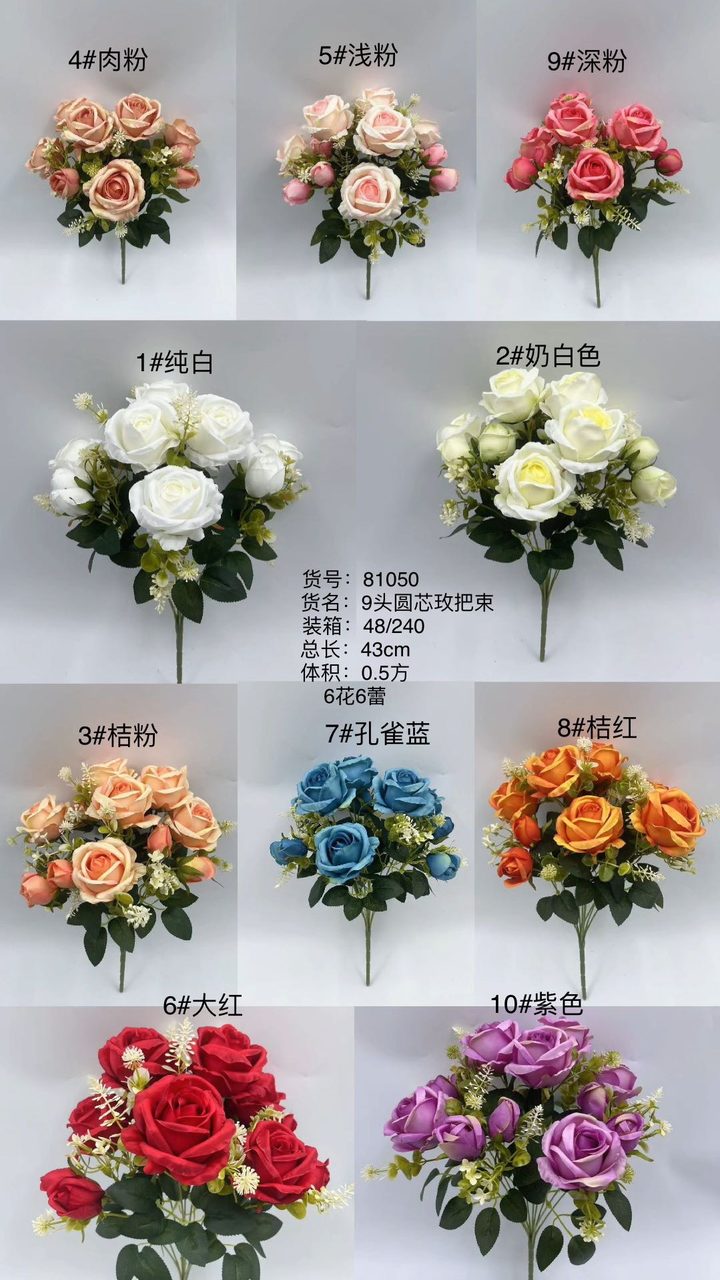 4#肉粉
5#浅粉
9#深粉
1#纯白
2#奶白色
货号：81050
货名：9头圆芯玫把束
装箱：48/240
总长：43cm
体积：0.5方
6花6蕾
3#桔粉
7#孔雀蓝
8#桔红
6#大红
10#紫色